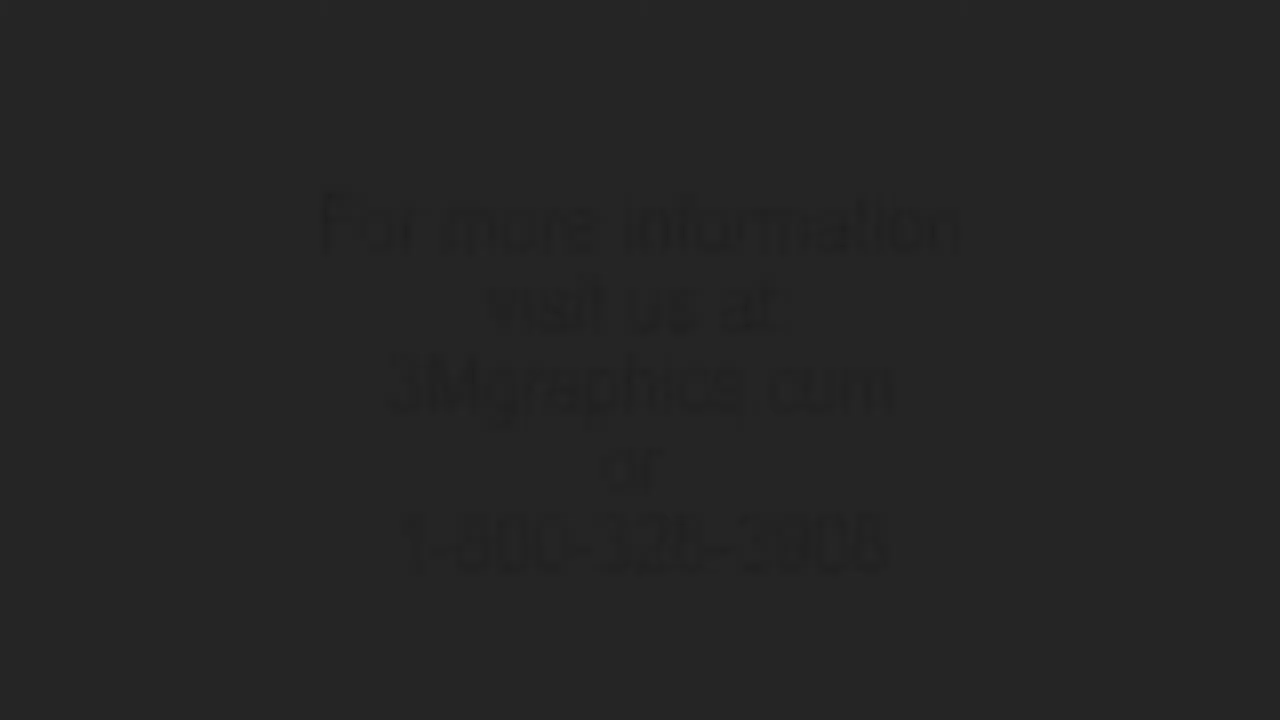 For more information
visit us at
3Mgraphics.com
or
1-800-328-3908